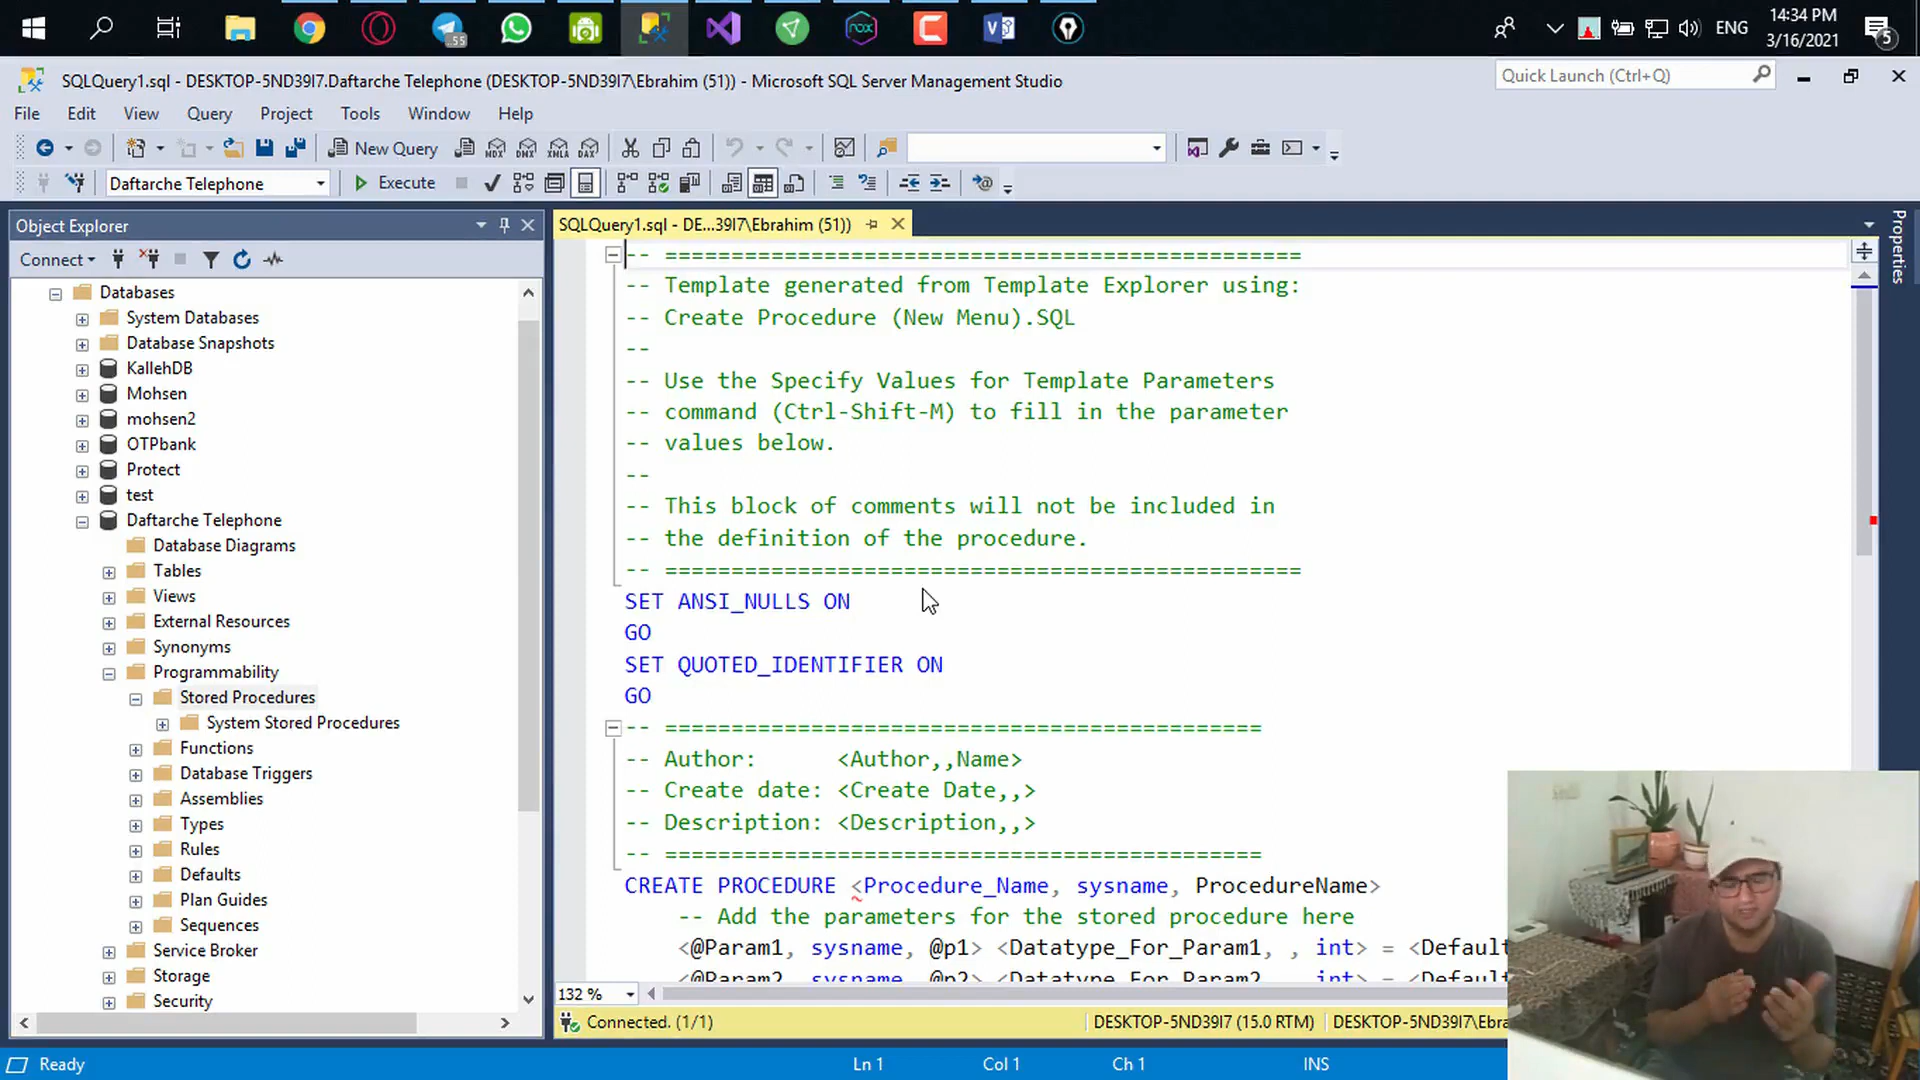 55
nox
ENG
14:34 PM
3/16/2021
5
SQLQuery1.sql - DESKTOP-5ND39I7.Daftarche Telephone (DESKTOP-5ND39I7\Ebrahim (51)) - Microsoft SQL Server Management Studio
Quick Launch (Ctrl+Q)
File Edit View Query Project Tools Window Help
New Query
MDX DMX XMLA DAX
Daftarche Telephone
Execute
Object Explorer
SQLQuery1.sql - DE...39I7\Ebrahim (51))
Properties
Connect
Databases
System Databases
Database Snapshots
KallehDB
Mohsen
mohsen2
OTPbank
Protect
test
Daftarche Telephone
Database Diagrams
Tables
Views
External Resources
Synonyms
Programmability
Stored Procedures
System Stored Procedures
Functions
Database Triggers
Assemblies
Types
Rules
Defaults
Plan Guides
Sequences
Service Broker
Storage
Security
-- ================================================
-- Template generated from Template Explorer using:
-- Create Procedure (New Menu).SQL
--
-- Use the Specify Values for Template Parameters
-- command (Ctrl-Shift-M) to fill in the parameter
-- values below.
--
-- This block of comments will not be included in
-- the definition of the procedure.
-- ================================================
SET ANSI_NULLS ON
GO
SET QUOTED_IDENTIFIER ON
GO
-- =============================================
-- Author: <Author,,Name>
-- Create date: <Create Date,,>
-- Description: <Description,,>
-- =============================================
CREATE PROCEDURE <Procedure_Name, sysname, ProcedureName>
-- Add the parameters for the stored procedure here
<@Param1, sysname, @p1> <Datatype_For_Param1, , int> = <Default
<@Param2, sysname, @p2> <Datatype_For_Param2, , int> = <Default
132 %
Connected. (1/1)
DESKTOP-5ND39I7 (15.0 RTM)
DESKTOP-5ND39I7\Ebra
Ready
Ln 1
Col 1
Ch 1
INS